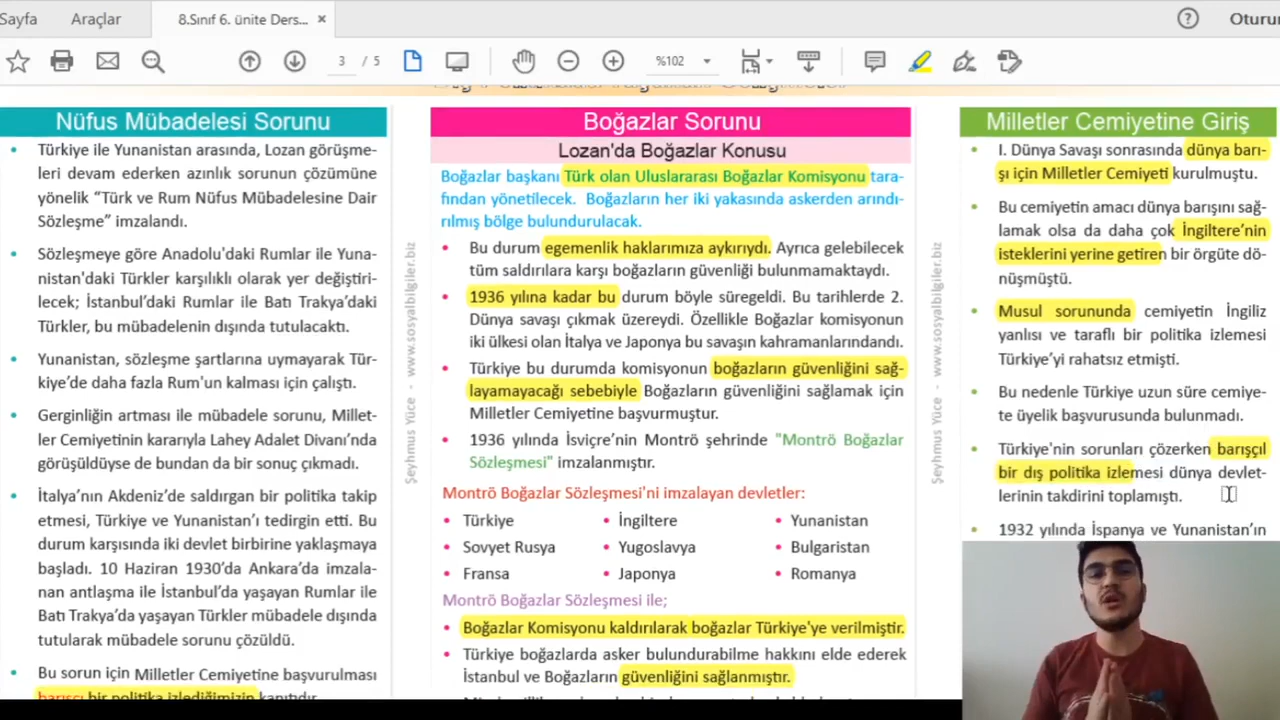 Sayfa
Araçlar
8.Sınıf 6. ünite Ders... ×
Oturum
3 / 5
%102
Nüfus Mübadelesi Sorunu
• Türkiye ile Yunanistan arasında, Lozan görüşme-
leri devam ederken azınlık sorunun çözümüne
yönelik “Türk ve Rum Nüfus Mübadelesine Dair
Sözleşme” imzalandı.
• Sözleşmeye göre Anadolu'daki Rumlar ile Yuna-
nistan'daki Türkler karşılıklı olarak yer değiştiri-
lecek; İstanbul’daki Rumlar ile Batı Trakya’daki
Türkler, bu mübadelenin dışında tutulacaktı.
• Yunanistan, sözleşme şartlarına uymayarak Tür-
kiye’de daha fazla Rum'un kalması için çalıştı.
• Gerginliğin artması ile mübadele sorunu, Millet-
ler Cemiyetinin kararıyla Lahey Adalet Divanı’nda
görüşüldüyse de bundan da bir sonuç çıkmadı.
• İtalya’nın Akdeniz’de saldırgan bir politika takip
etmesi, Türkiye ve Yunanistan’ı tedirgin etti. Bu
durum karşısında iki devlet birbirine yaklaşmaya
başladı. 10 Haziran 1930’da Ankara’da imzala-
nan antlaşma ile İstanbul’da yaşayan Rumlar ile
Batı Trakya’da yaşayan Türkler mübadele dışında
tutularak mübadele sorunu çözüldü.
• Bu sorun için Milletler Cemiyetine başvurulması
barışçı bir politika izlediğimizin kanıtıdır
Şeyhmus Yüce - www.sosyalbilgiler.biz
Boğazlar Sorunu
Lozan'da Boğazlar Konusu
Boğazlar başkanı Türk olan Uluslararası Boğazlar Komisyonu tara-
fından yönetilecek. Boğazların her iki yakasında askerden arındı-
rılmış bölge bulundurulacak.
• Bu durum egemenlik haklarımıza aykırıydı. Ayrıca gelebilecek
tüm saldırılara karşı boğazların güvenliği bulunmamaktaydı.
• 1936 yılına kadar bu durum böyle süregeldi. Bu tarihlerde 2.
Dünya savaşı çıkmak üzereydi. Özellikle Boğazlar komisyonun
iki ülkesi olan İtalya ve Japonya bu savaşın kahramanlarındandı.
• Türkiye bu durumda komisyonun boğazların güvenliğini sağ-
layamayacağı sebebiyle Boğazların güvenliğini sağlamak için
Milletler Cemiyetine başvurmuştur.
• 1936 yılında İsviçre’nin Montrö şehrinde "Montrö Boğazlar
Sözleşmesi" imzalanmıştır.
Montrö Boğazlar Sözleşmesi'ni imzalayan devletler:
• Türkiye • İngiltere • Yunanistan
• Sovyet Rusya • Yugoslavya • Bulgaristan
• Fransa • Japonya • Romanya
Montrö Boğazlar Sözleşmesi ile;
• Boğazlar Komisyonu kaldırılarak boğazlar Türkiye'ye verilmiştir.
• Türkiye boğazlarda asker bulundurabilme hakkını elde ederek
İstanbul ve Boğazların güvenliğini sağlanmıştır.
Şeyhmus Yüce - www.sosyalbilgiler.biz
Milletler Cemiyetine Giriş
• I. Dünya Savaşı sonrasında dünya barı-
şı için Milletler Cemiyeti kurulmuştu.
• Bu cemiyetin amacı dünya barışını sağ-
lamak olsa da daha çok İngiltere’nin
isteklerini yerine getiren bir örgüte dö-
nüşmüştü.
• Musul sorununda cemiyetin İngiliz
yanlısı ve taraflı bir politika izlemesi
Türkiye’yi rahatsız etmişti.
• Bu nedenle Türkiye uzun süre cemiye-
te üyelik başvurusunda bulunmadı.
• Türkiye'nin sorunları çözerken barışçıl
bir dış politika izlemesi dünya devlet-
lerinin takdirini toplamıştı.
• 1932 yılında İspanya ve Yunanistan’ın